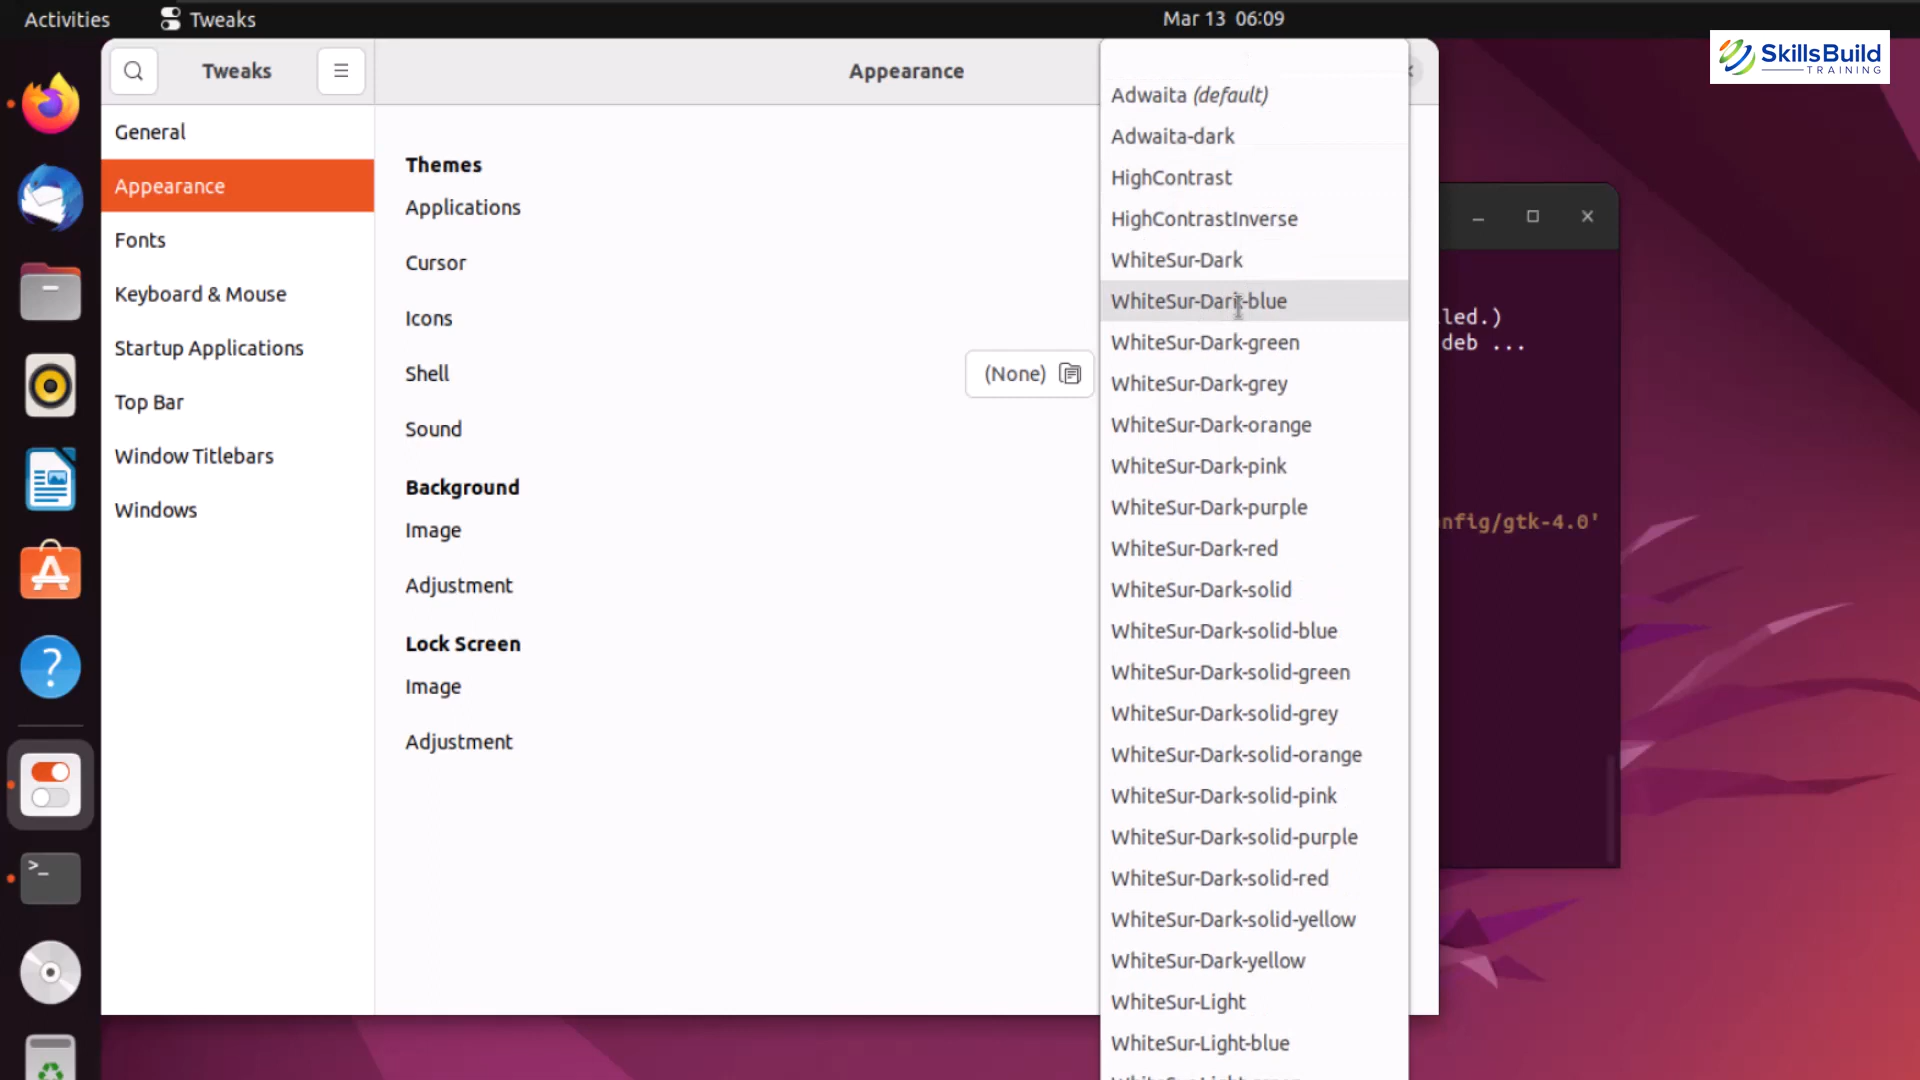 Activities
Tweaks
Mar 13 06:09
SkillsBuild
TRAINING
Tweaks
Appearance
General
Appearance
Fonts
Keyboard & Mouse
Startup Applications
Top Bar
Window Titlebars
Windows
Themes
Applications
Cursor
Icons
Shell
(None)
Sound
Background
Image
Adjustment
Lock Screen
Image
Adjustment
Adwaita (default)
Adwaita-dark
HighContrast
HighContrastInverse
WhiteSur-Dark
WhiteSur-Dark-blue
WhiteSur-Dark-green
WhiteSur-Dark-grey
WhiteSur-Dark-orange
WhiteSur-Dark-pink
WhiteSur-Dark-purple
WhiteSur-Dark-red
WhiteSur-Dark-solid
WhiteSur-Dark-solid-blue
WhiteSur-Dark-solid-green
WhiteSur-Dark-solid-grey
WhiteSur-Dark-solid-orange
WhiteSur-Dark-solid-pink
WhiteSur-Dark-solid-purple
WhiteSur-Dark-solid-red
WhiteSur-Dark-solid-yellow
WhiteSur-Dark-yellow
WhiteSur-Light
WhiteSur-Light-blue
led.)
deb ...
nfig/gtk-4.0'